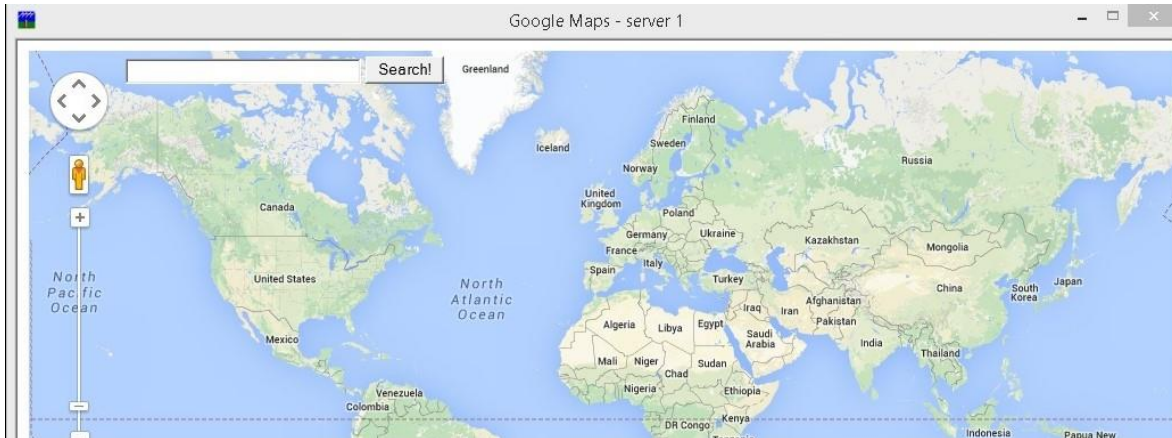 Google Maps - server 1
Search!
Greenland
Finland
Iceland
Sweden
Norway
Russia
United
Kingdom
Canada
Poland
Germany
Ukraine
Kazakhstan
Mongolia
France
Italy
Spain
Turkey
North
Pacific
Ocean
United States
North
Atlantic
Ocean
China
South
Korea
Japan
Iraq
Iran
Afghanistan
Pakistan
Algeria
Libya
Egypt
Saudi
Arabia
Mexico
India
Thailand
Mali
Niger
Chad
Sudan
Nigeria
Ethiopia
Venezuela
Colombia
DR Congo
Kenya
Indonesia
Papua New